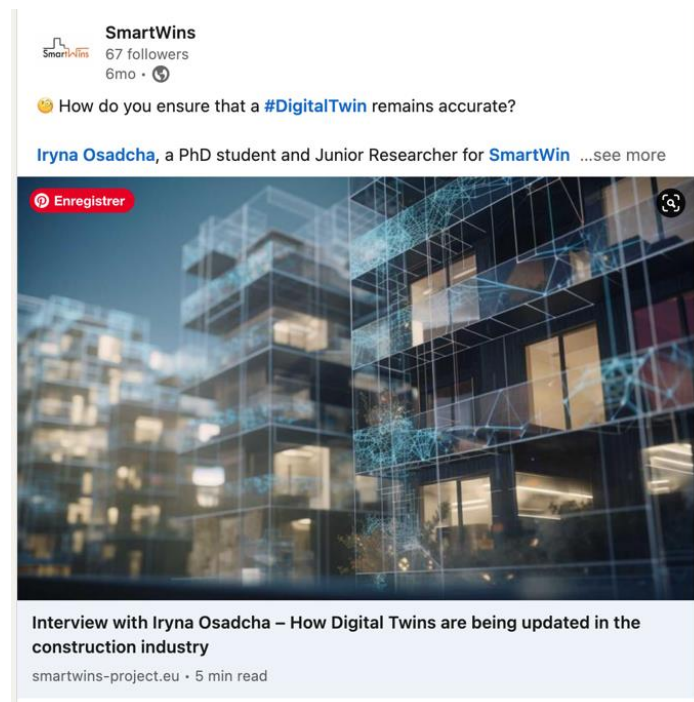 SmartWins
SmartWins
67 followers
6mo •
How do you ensure that a #DigitalTwin remains accurate?
Iryna Osadcha, a PhD student and Junior Researcher for SmartWin ...see more
Enregistrer
Interview with Iryna Osadcha – How Digital Twins are being updated in the
construction industry
smartwins-project.eu • 5 min read